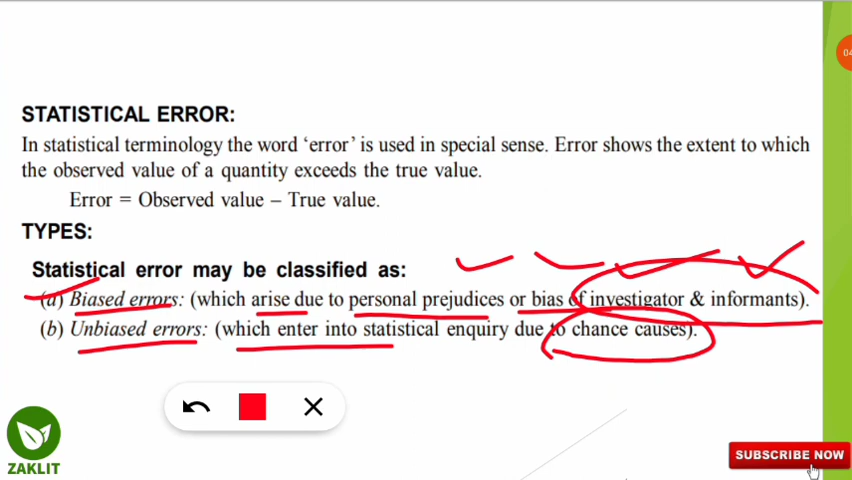 04
STATISTICAL ERROR:
In statistical terminology the word ‘error’ is used in special sense. Error shows the extent to which
the observed value of a quantity exceeds the true value.
Error = Observed value – True value.
TYPES:
Statistical error may be classified as:
(a) Biased errors: (which arise due to personal prejudices or bias of investigator & informants).
(b) Unbiased errors: (which enter into statistical enquiry due to chance causes).
ZAKLIT
SUBSCRIBE NOW